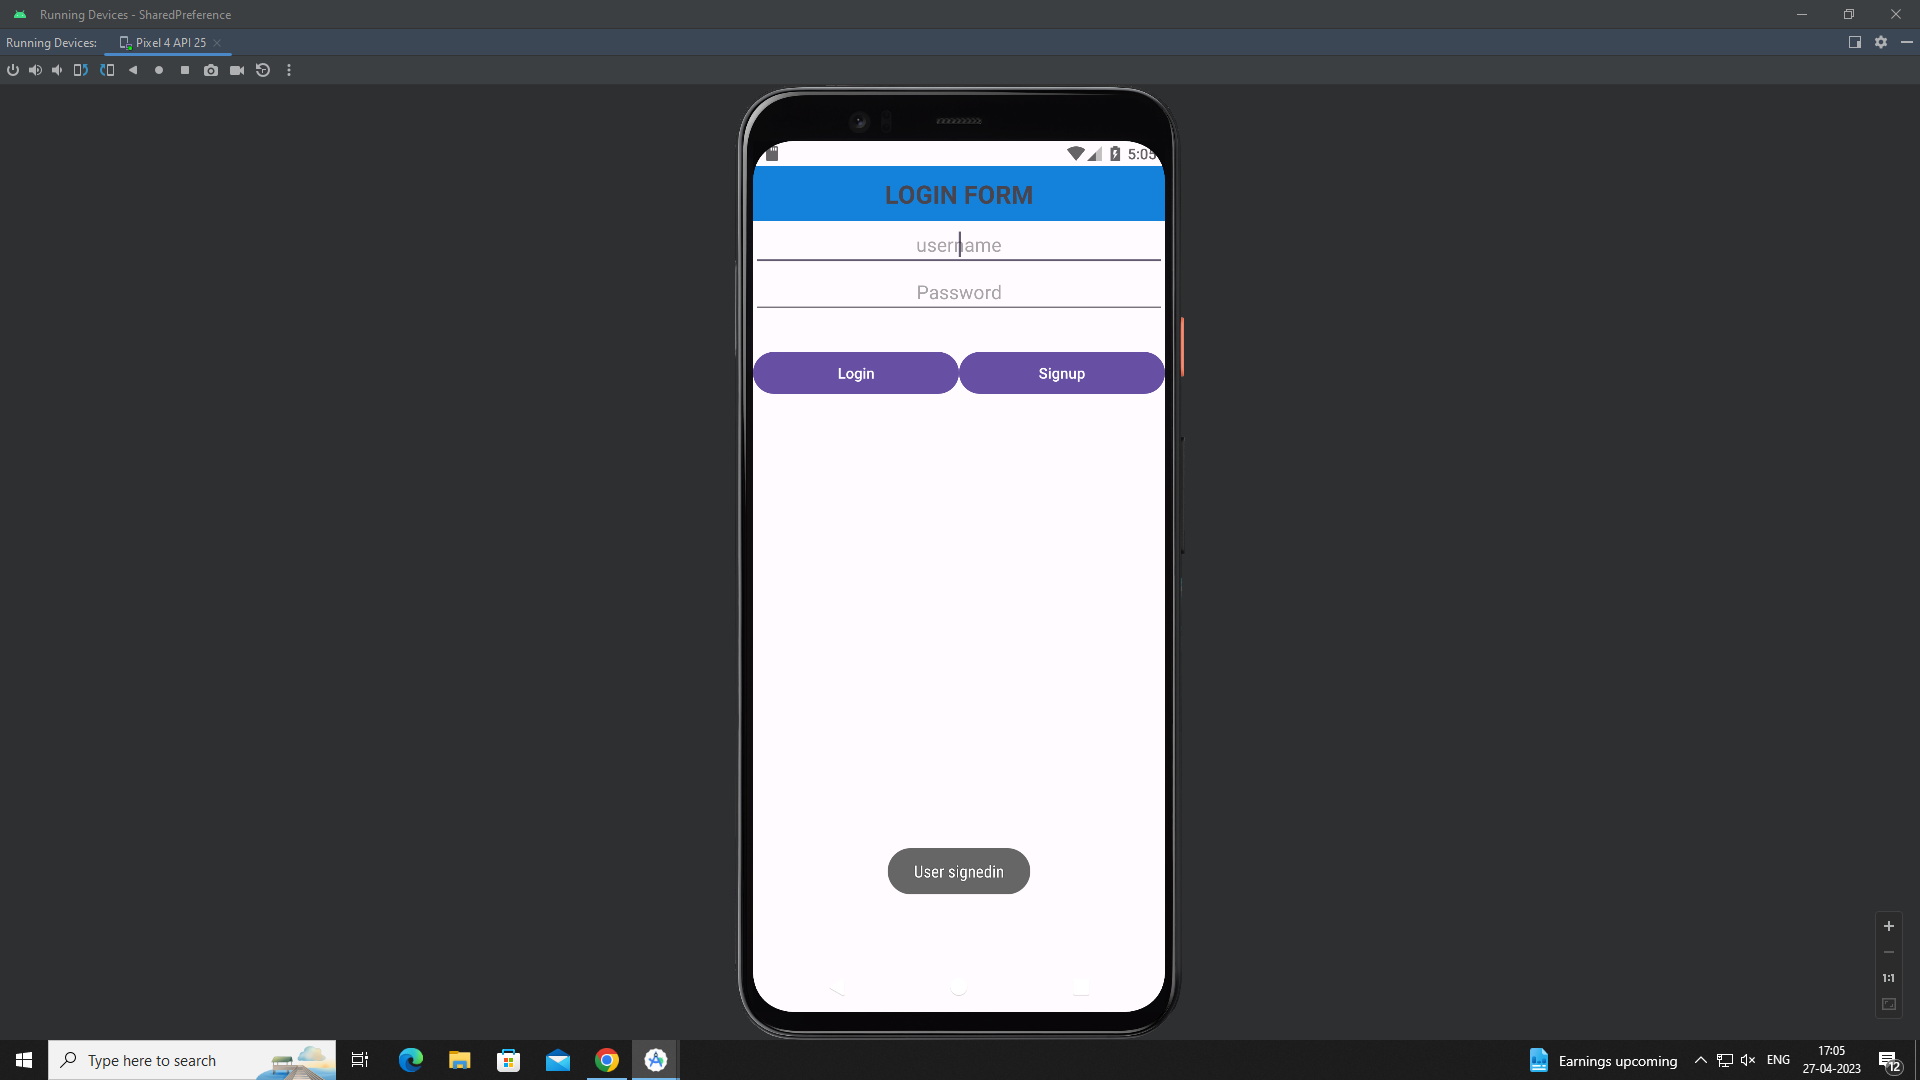 Running Devices - SharedPreference
Running Devices: Pixel 4 API 25
5:05
LOGIN FORM
username
Password
Login Signup
User signedin
1:1
Type here to search
Earnings upcoming
ENG
17:05
27-04-2023
12